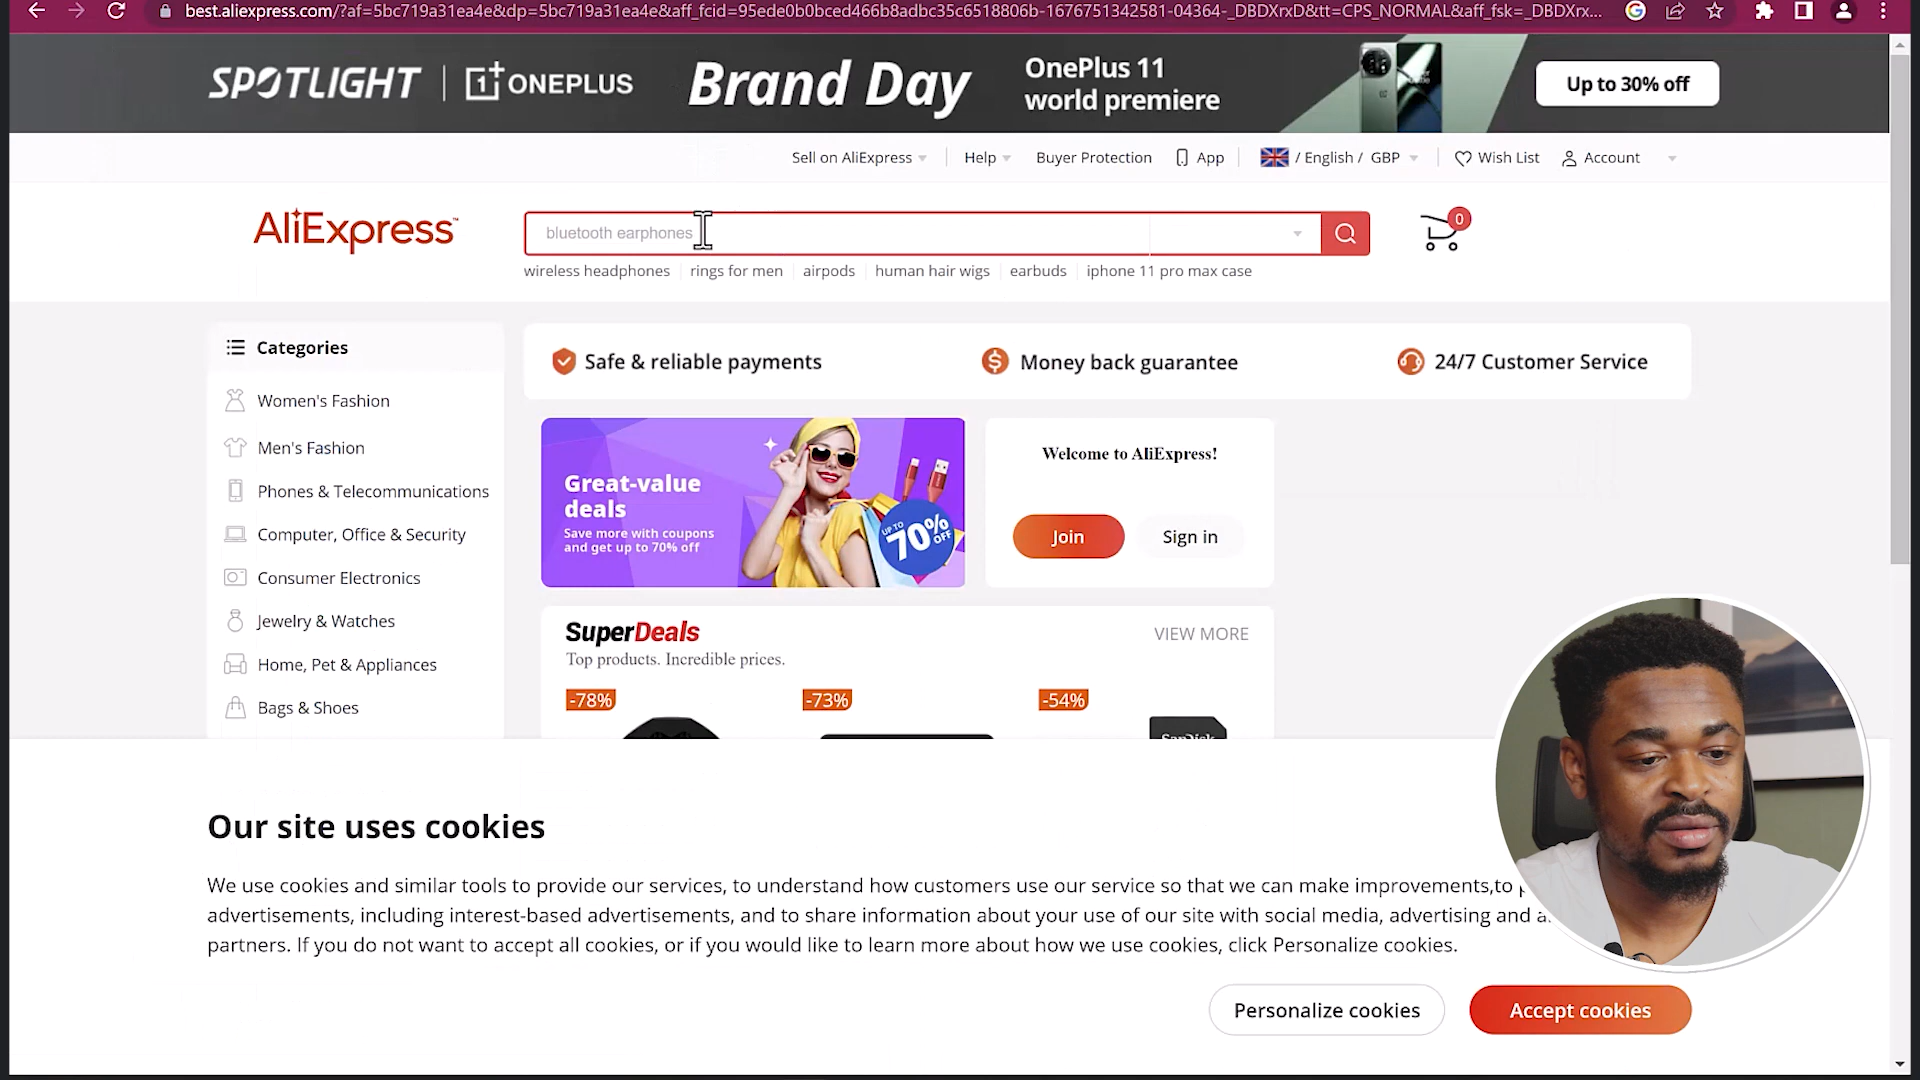 best.aliexpress.com/?af=5bc719a31ea4e&dp=5bc719a31ea4e&aff_fcid=95ede0b0bced466b8adbc35c6518806b-1676751342581-04364-_DBDXrxD&tt=CPS_NORMAL&aff_fsk=_DBDXrx...
SPOTLIGHT | ONEPLUS
Brand Day
OnePlus 11
world premiere
Up to 30% off
Sell on AliExpress
Help
Buyer Protection
App
/ English / GBP
Wish List
Account
AliExpress™
bluetooth earphones
0
wireless headphones
rings for men
airpods
human hair wigs
earbuds
iphone 11 pro max case
Categories
Women's Fashion
Men's Fashion
Phones & Telecommunications
Computer, Office & Security
Consumer Electronics
Jewelry & Watches
Home, Pet & Appliances
Bags & Shoes
Safe & reliable payments
Money back guarantee
24/7 Customer Service
Great-value
deals
Save more with coupons
and get up to 70% off
UP TO
70% OFF
Welcome to AliExpress!
Join
Sign in
SuperDeals
VIEW MORE
Top products. Incredible prices.
-78%
-73%
-54%
SanDisk
Our site uses cookies
We use cookies and similar tools to provide our services, to understand how customers use our service so that we can make improvements,to
advertisements, including interest-based advertisements, and to share information about your use of our site with social media, advertising and
partners. If you do not want to accept all cookies, or if you would like to learn more about how we use cookies, click Personalize cookies.
Personalize cookies
Accept cookies